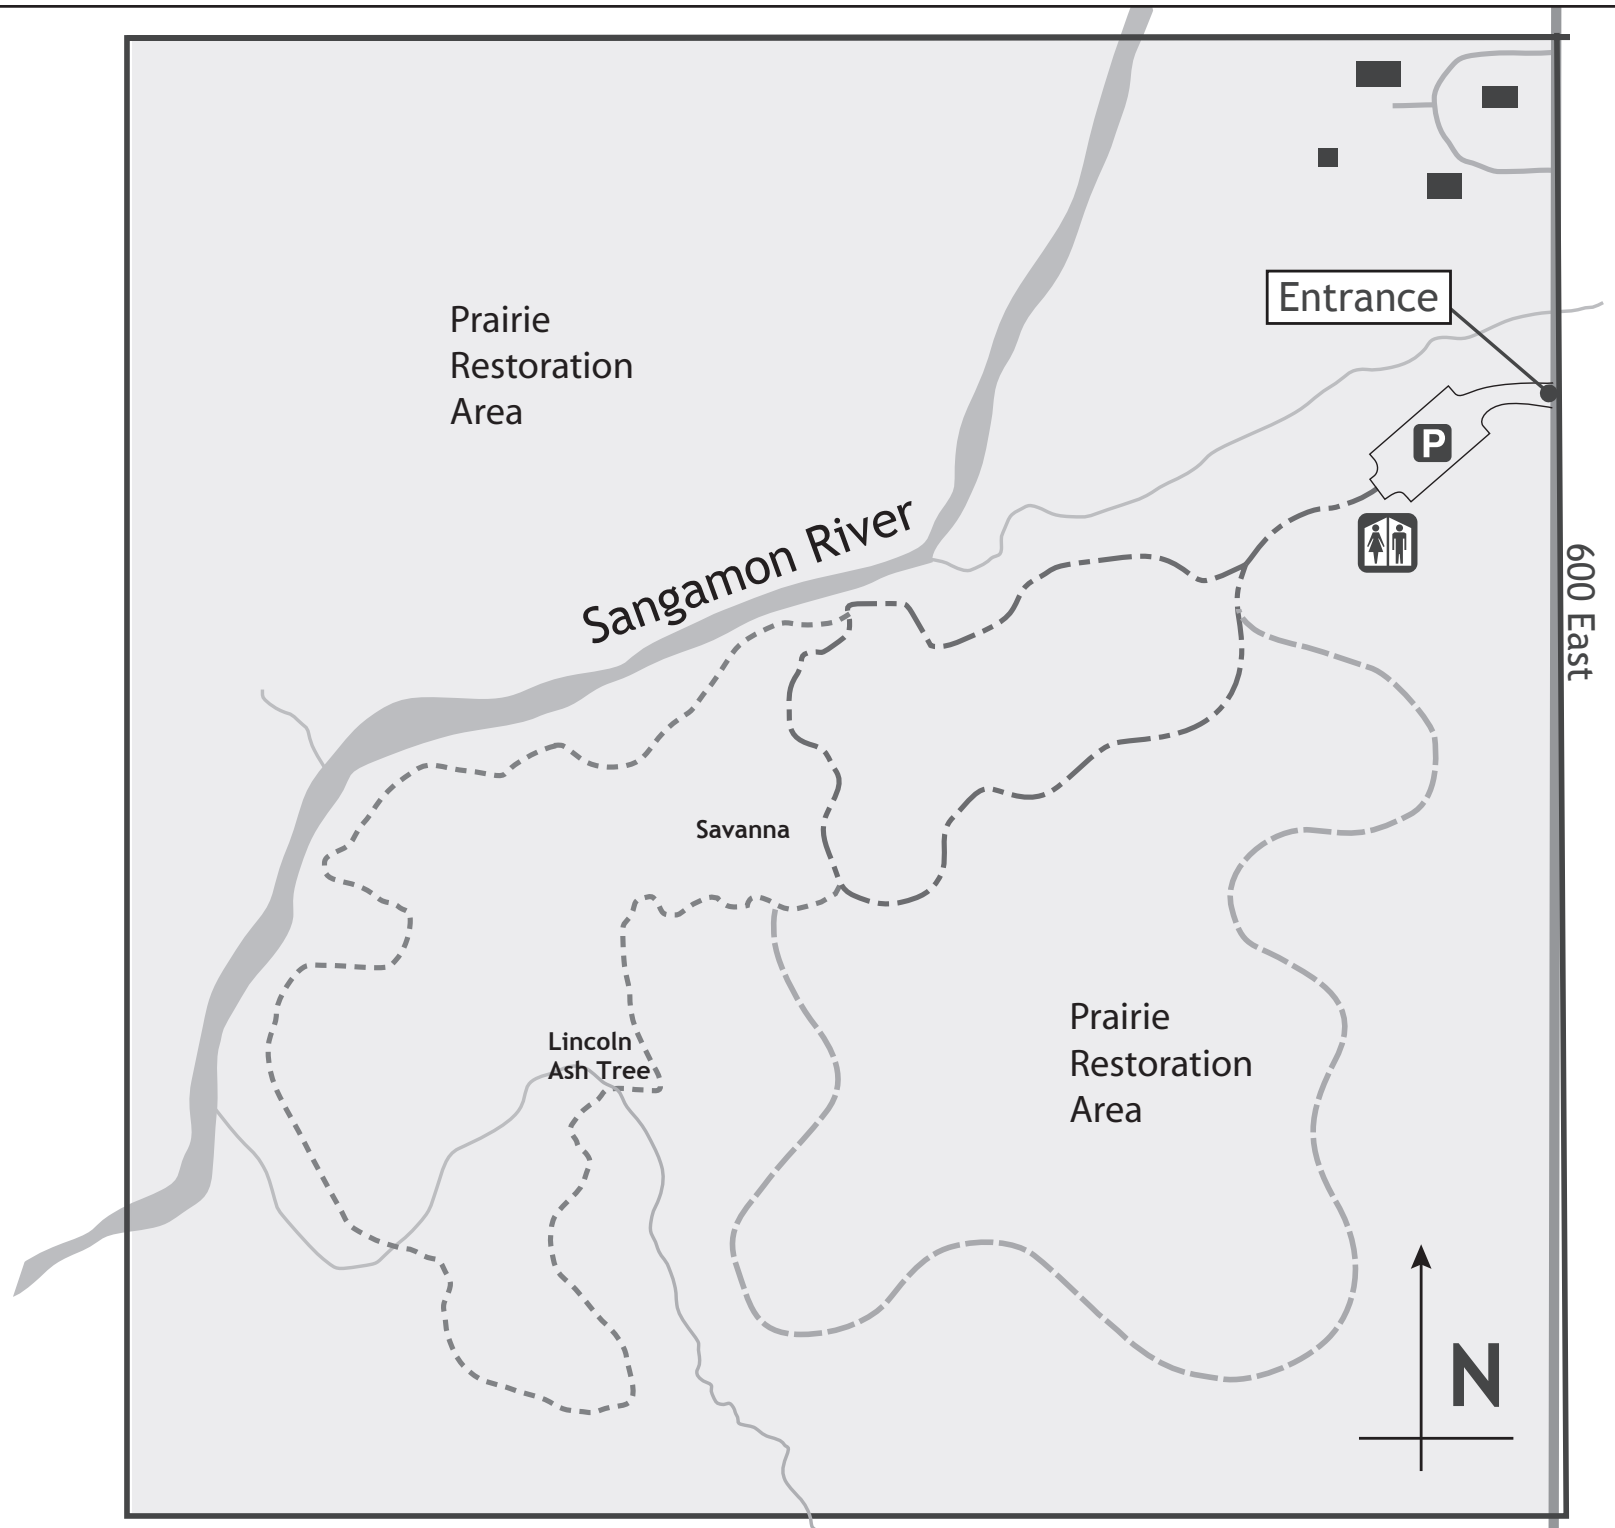 Entrance
Prairie
Restoration
Area
P
Sangamon River
600 East
Savanna
Lincoln
Ash Tree
Prairie
Restoration
Area
N